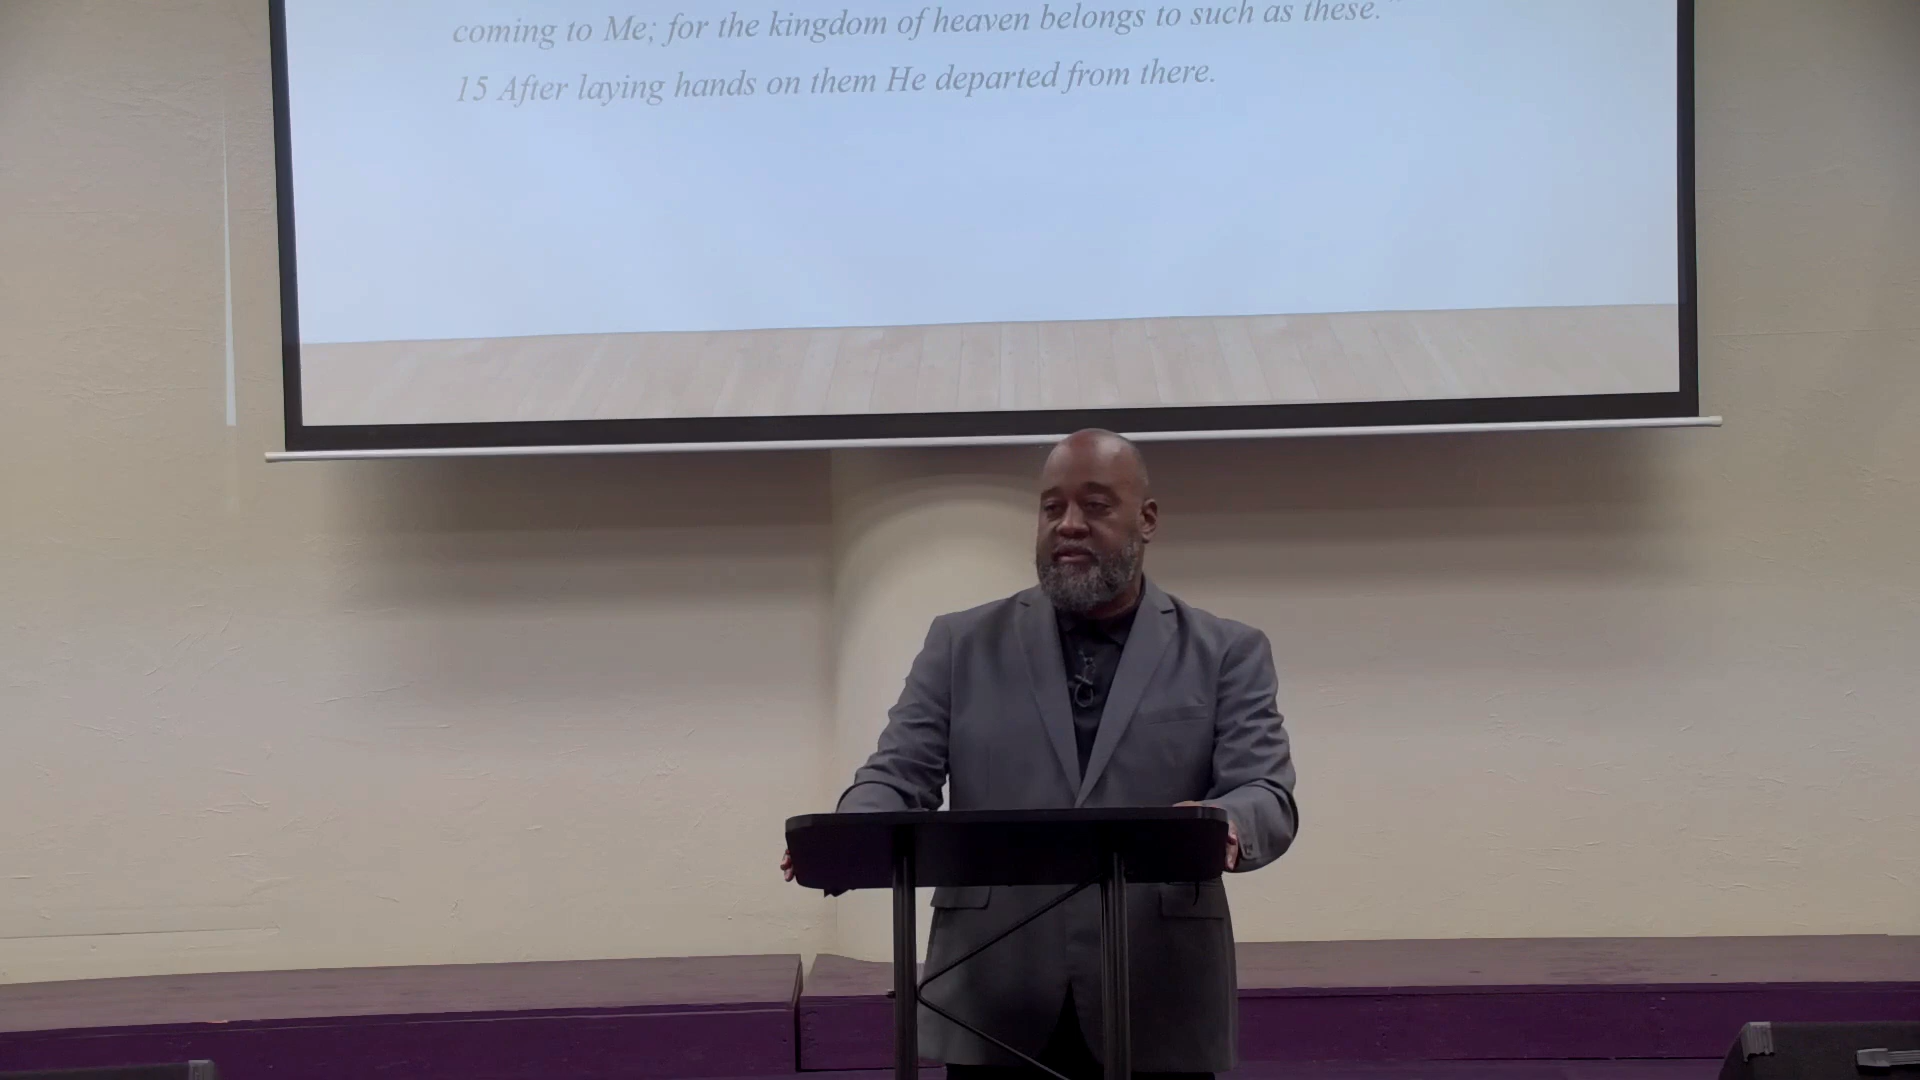 coming to Me; for the kingdom of heaven belongs to such as these."
15 After laying hands on them He departed from there.